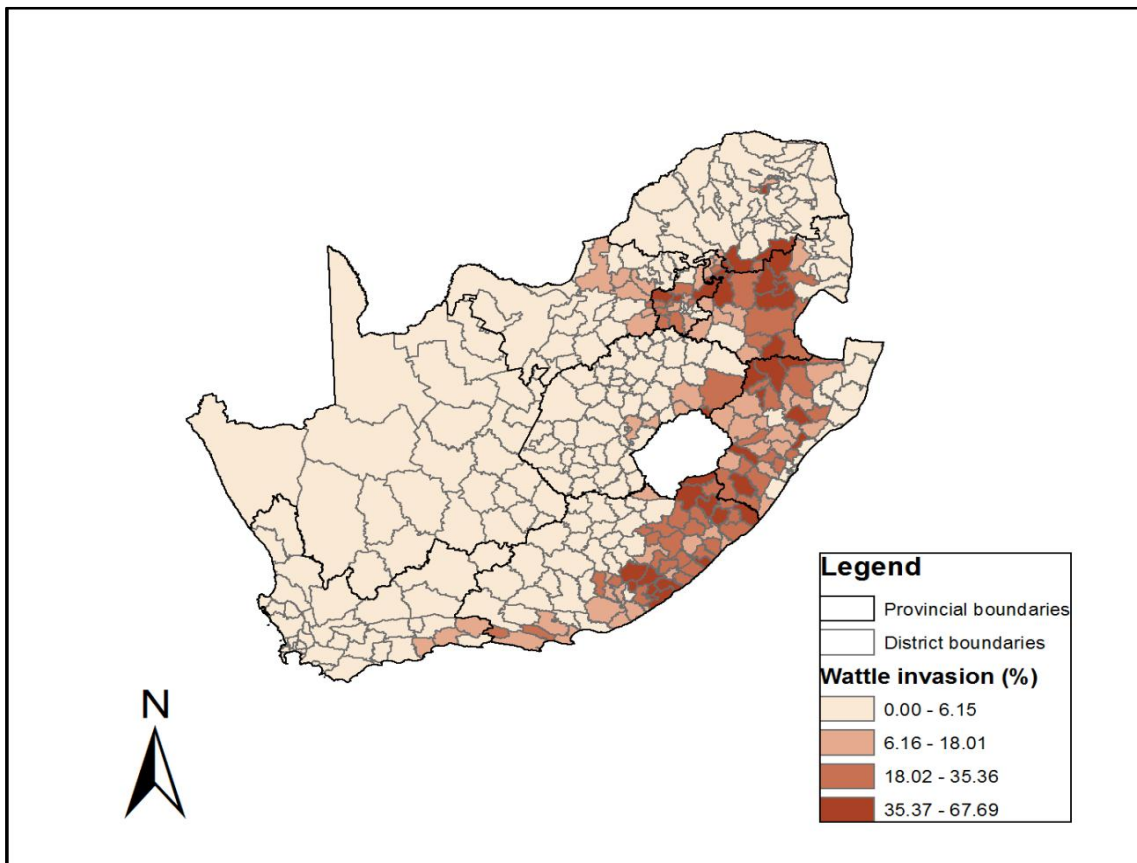 N
Legend
Provincial boundaries
District boundaries
Wattle invasion (%)
0.00 - 6.15
6.16 - 18.01
18.02 - 35.36
35.37 - 67.69